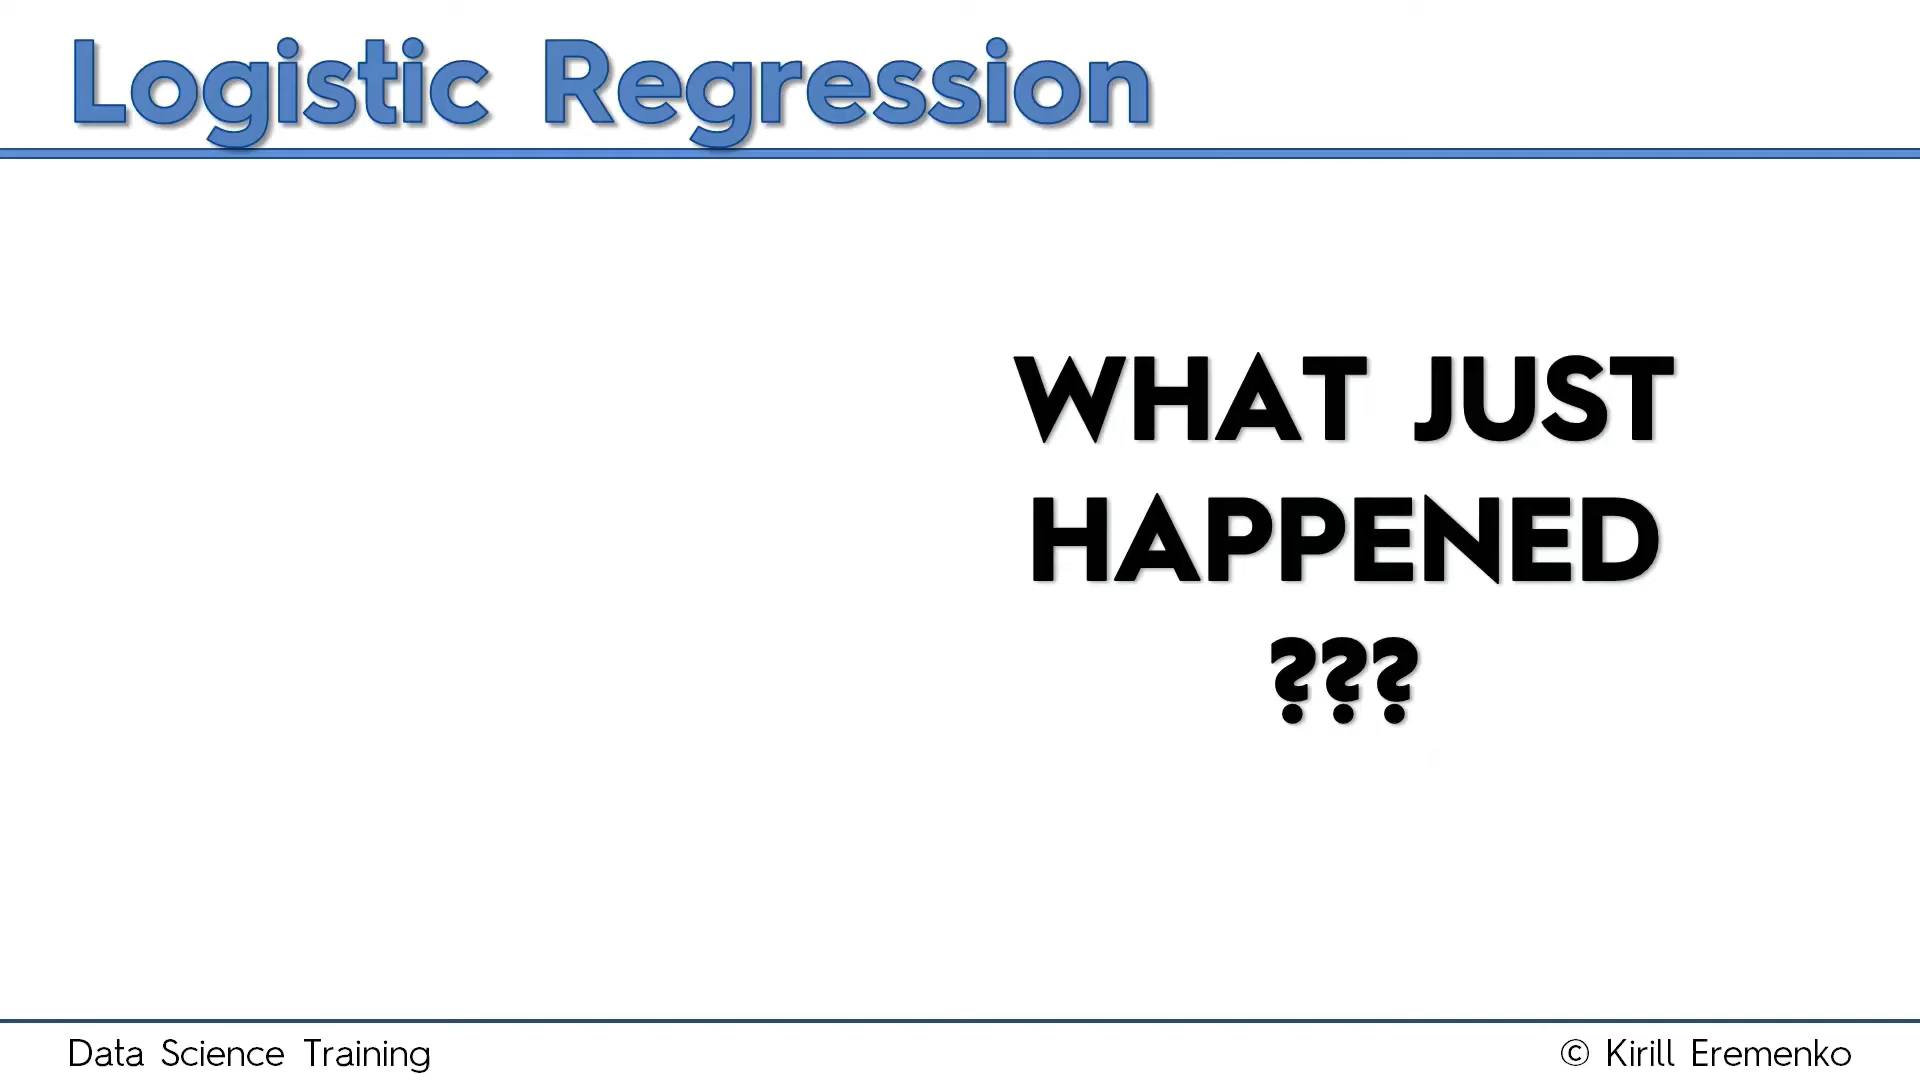 Logistic Regression
WHAT JUST
HAPPENED
???
Data Science Training
© Kirill Eremenko